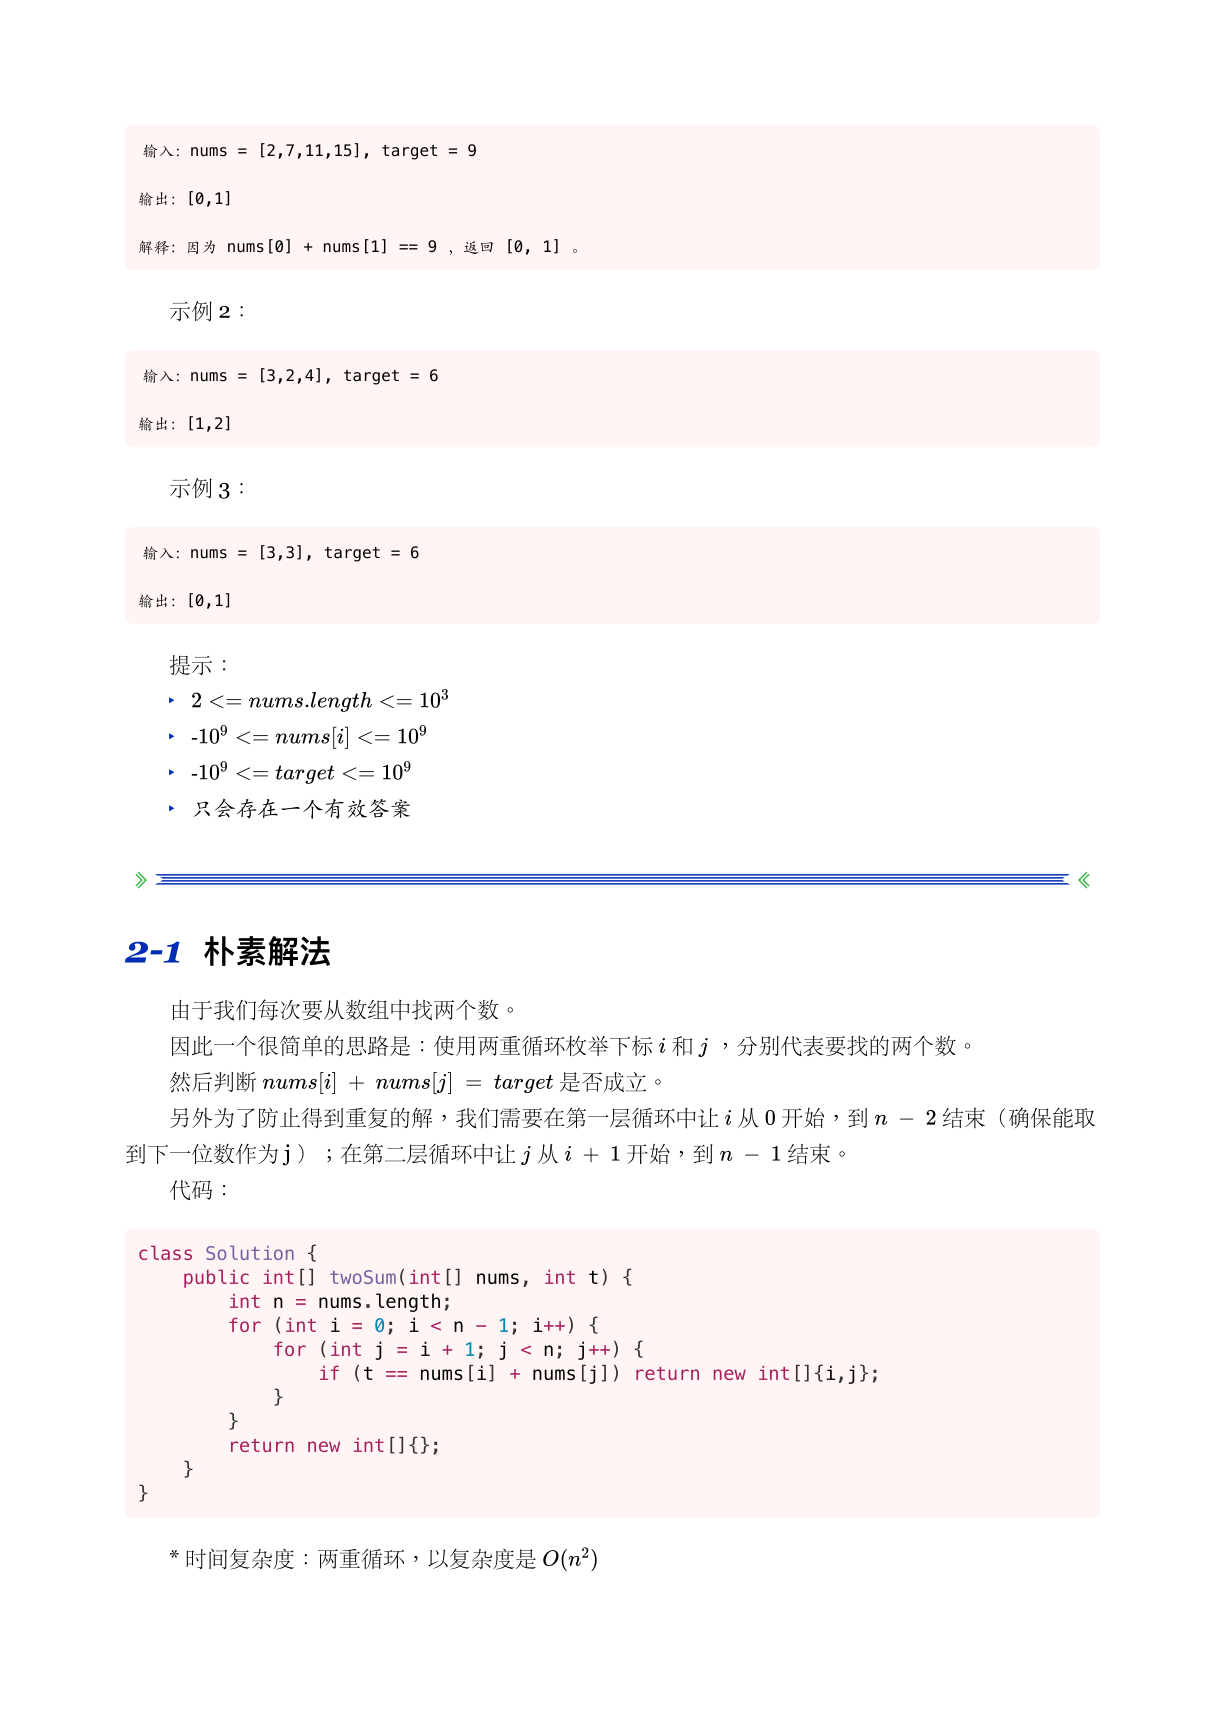 输入: nums = [2,7,11,15], target = 9
输出: [0,1]
解释: 因为 nums[0] + nums[1] == 9 ，返回 [0, 1] 。
示例 2：
输入: nums = [3,2,4], target = 6
输出: [1,2]
示例 3：
输入: nums = [3,3], target = 6
输出: [0,1]
提示：
‣ 2 <= nums.length <= 10³
‣ -10⁹ <= nums[i] <= 10⁹
‣ -10⁹ <= target <= 10⁹
‣ 只会存在一个有效答案
2-1 朴素解法
由于我们每次要从数组中找两个数。
因此一个很简单的思路是：使用两重循环枚举下标 i 和 j ，分别代表要找的两个数。
然后判断 nums[i] + nums[j] = target 是否成立。
另外为了防止得到重复的解，我们需要在第一层循环中让 i 从 0 开始，到 n − 2 结束（确保能取
到下一位数作为 j ）；在第二层循环中让 j 从 i + 1 开始，到 n − 1 结束。
代码：
class Solution {
    public int[] twoSum(int[] nums, int t) {
        int n = nums.length;
        for (int i = 0; i < n - 1; i++) {
            for (int j = i + 1; j < n; j++) {
                if (t == nums[i] + nums[j]) return new int[]{i,j};
            }
        }
        return new int[]{};
    }
}
* 时间复杂度：两重循环，以复杂度是 O(n²)